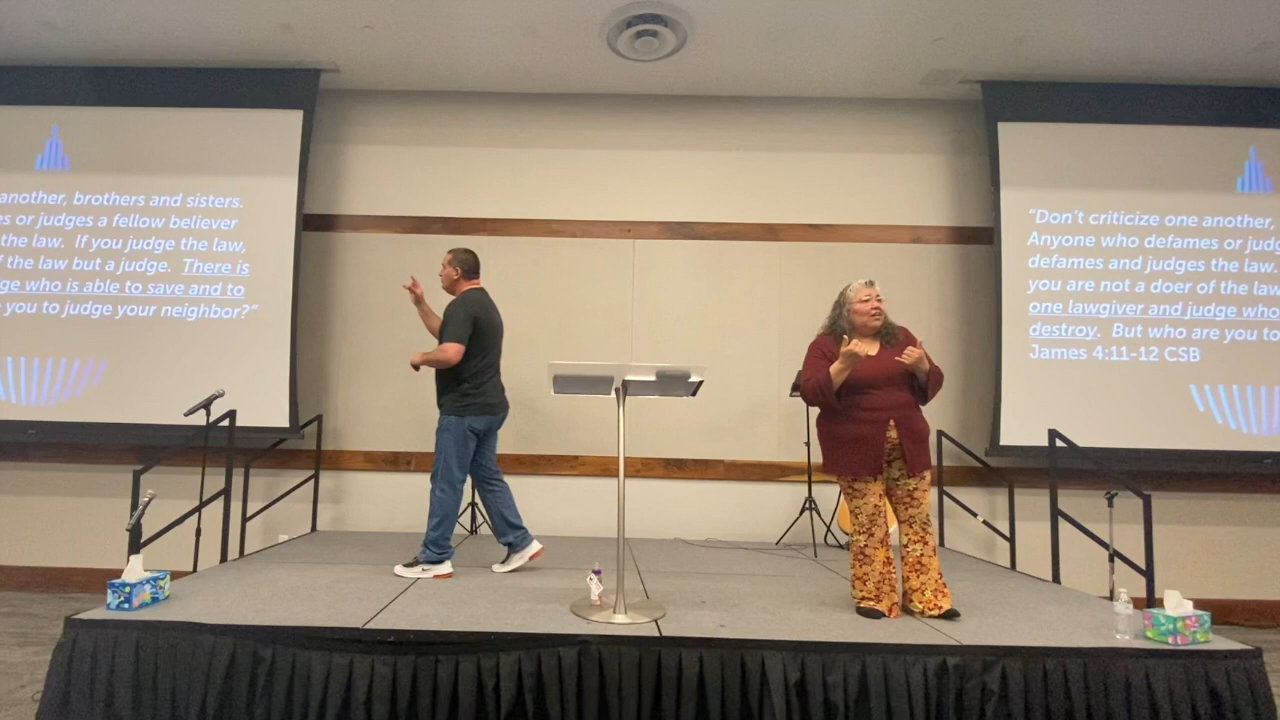 another, brothers and sisters.
or judges a fellow believer
the law. If you judge the law,
the law but a judge. There is
who is able to save and to
you to judge your neighbor?"
"Don't criticize one another,
Anyone who defames or
defames and judges the law.
you are not a doer of the law
one lawgiver and judge who
destroy. But who are you to
James 4:11-12 CSB